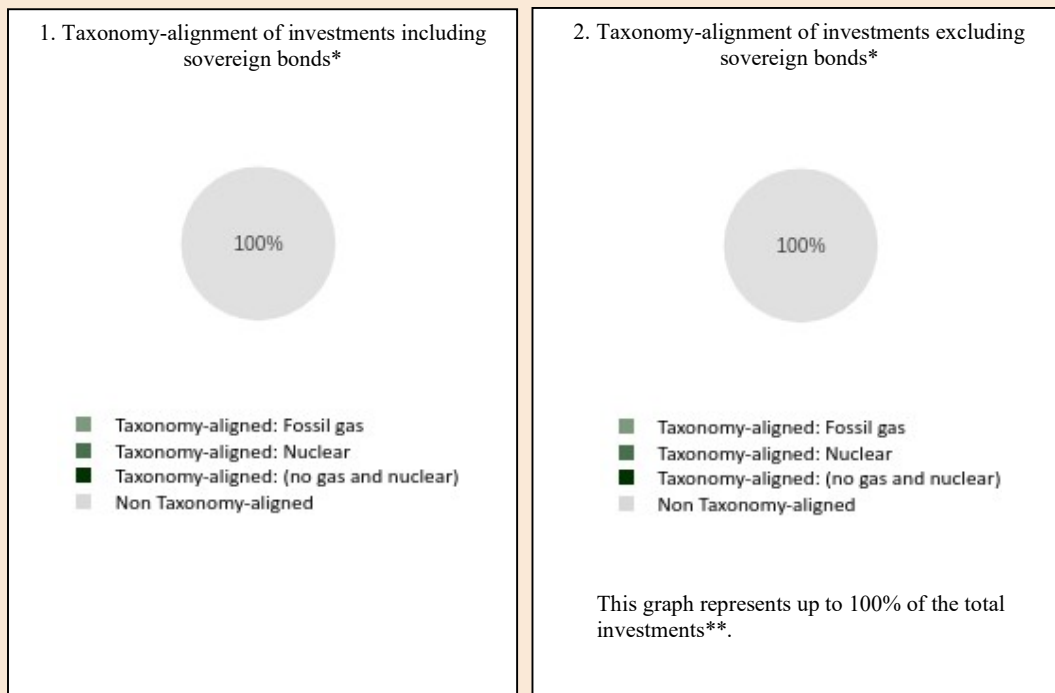 1. Taxonomy-alignment of investments including
sovereign bonds*
100%
Taxonomy-aligned: Fossil gas
Taxonomy-aligned: Nuclear
Taxonomy-aligned: (no gas and nuclear)
Non Taxonomy-aligned
2. Taxonomy-alignment of investments excluding
sovereign bonds*
100%
Taxonomy-aligned: Fossil gas
Taxonomy-aligned: Nuclear
Taxonomy-aligned: (no gas and nuclear)
Non Taxonomy-aligned
This graph represents up to 100% of the total
investments**.